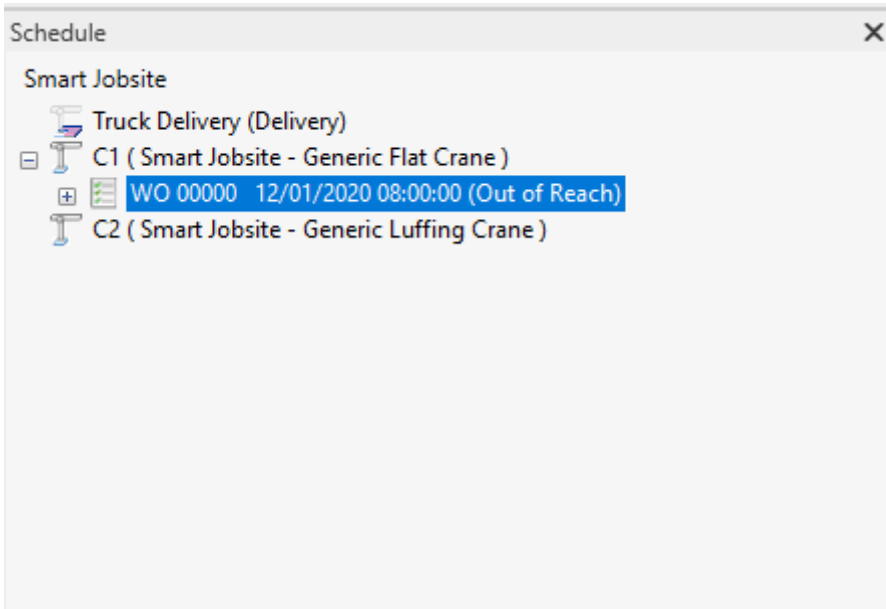 Schedule
Smart Jobsite
Truck Delivery (Delivery)
C1 ( Smart Jobsite - Generic Flat Crane )
WO 00000 12/01/2020 08:00:00 (Out of Reach)
C2 ( Smart Jobsite - Generic Luffing Crane )